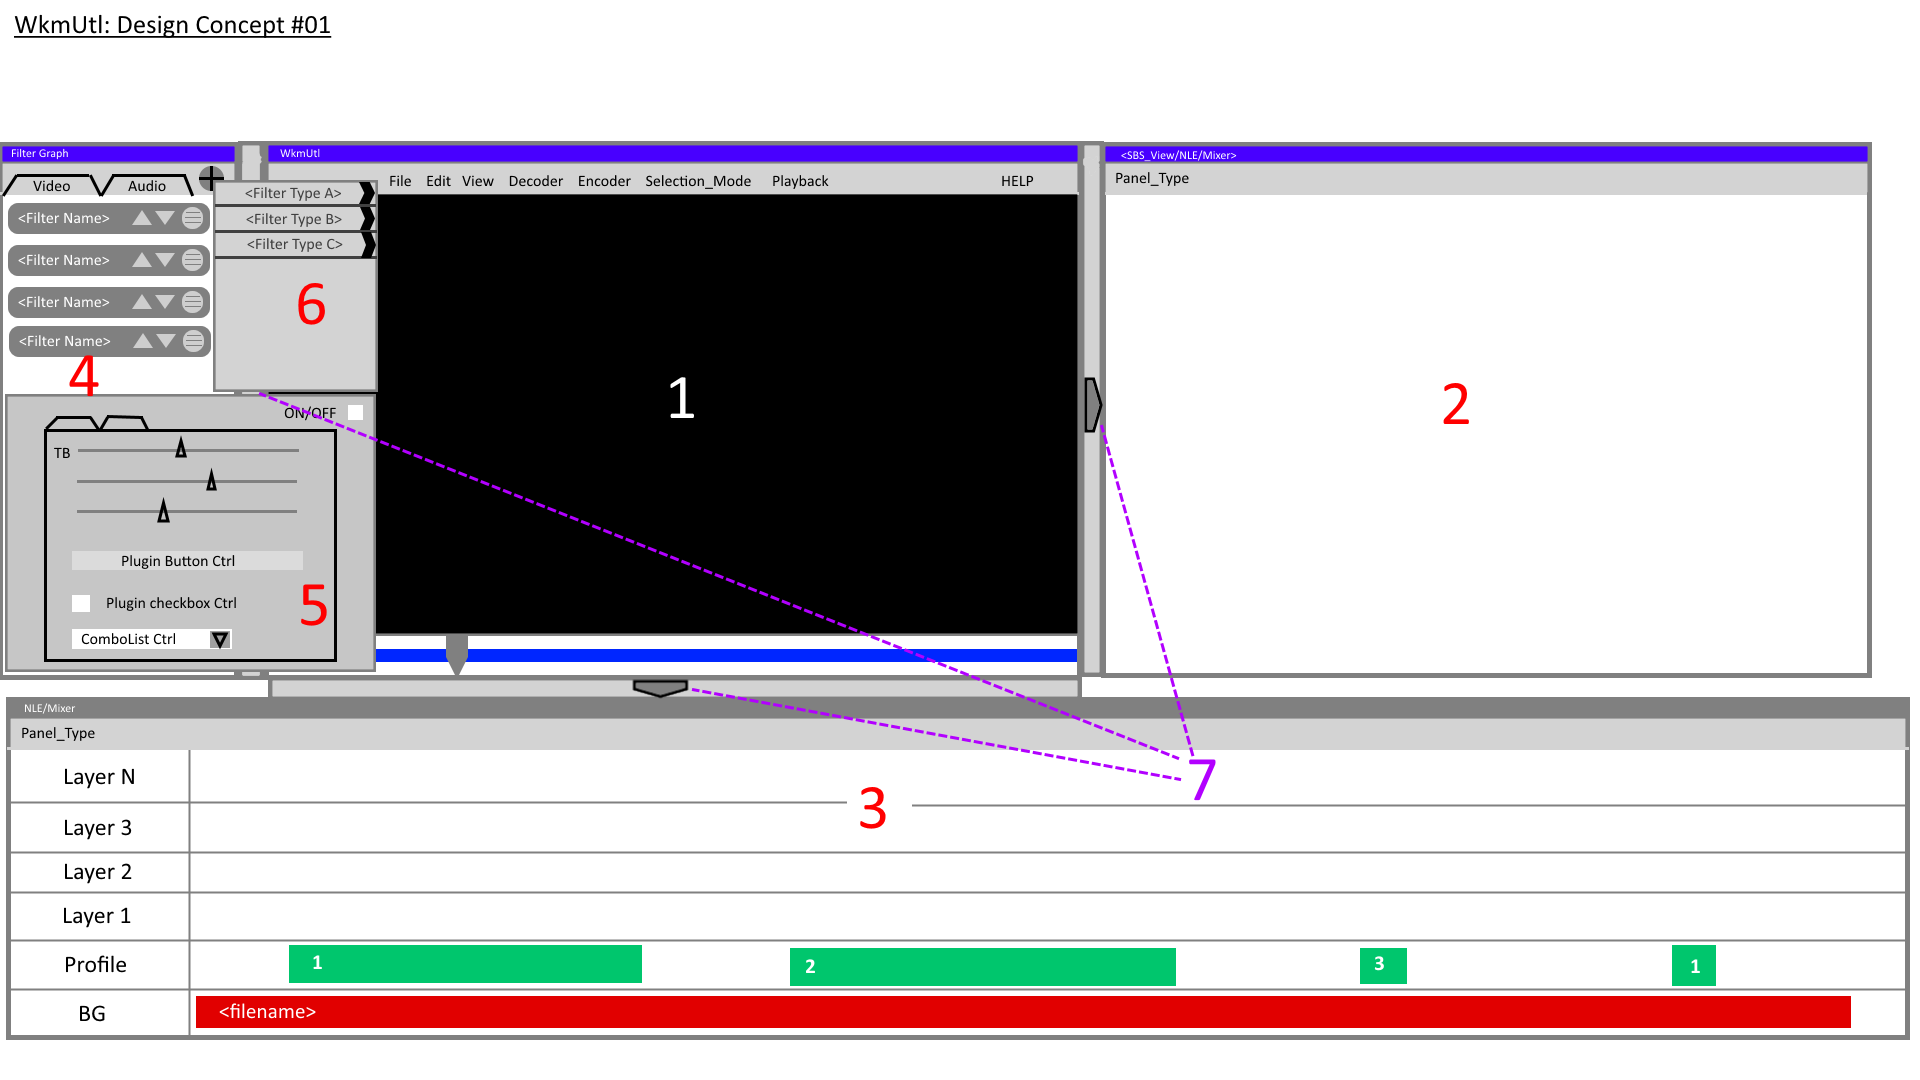 WkmUtl: Design Concept #01
Filter Graph
Video Audio
<Filter Name>
<Filter Name>
<Filter Name>
<Filter Name>
4
<Filter Type A>
<Filter Type B>
<Filter Type C>
6
ON/OFF
TB
Plugin Button Ctrl
Plugin checkbox Ctrl
ComboList Ctrl
5
WkmUtl
File Edit View Decoder Encoder Selection_Mode Playback HELP
1
<SBS_View/NLE/Mixer>
Panel_Type
2
NLE/Mixer
Panel_Type
7
Layer N
3
Layer 3
Layer 2
Layer 1
Profile 1 2 3 1
BG <filename>